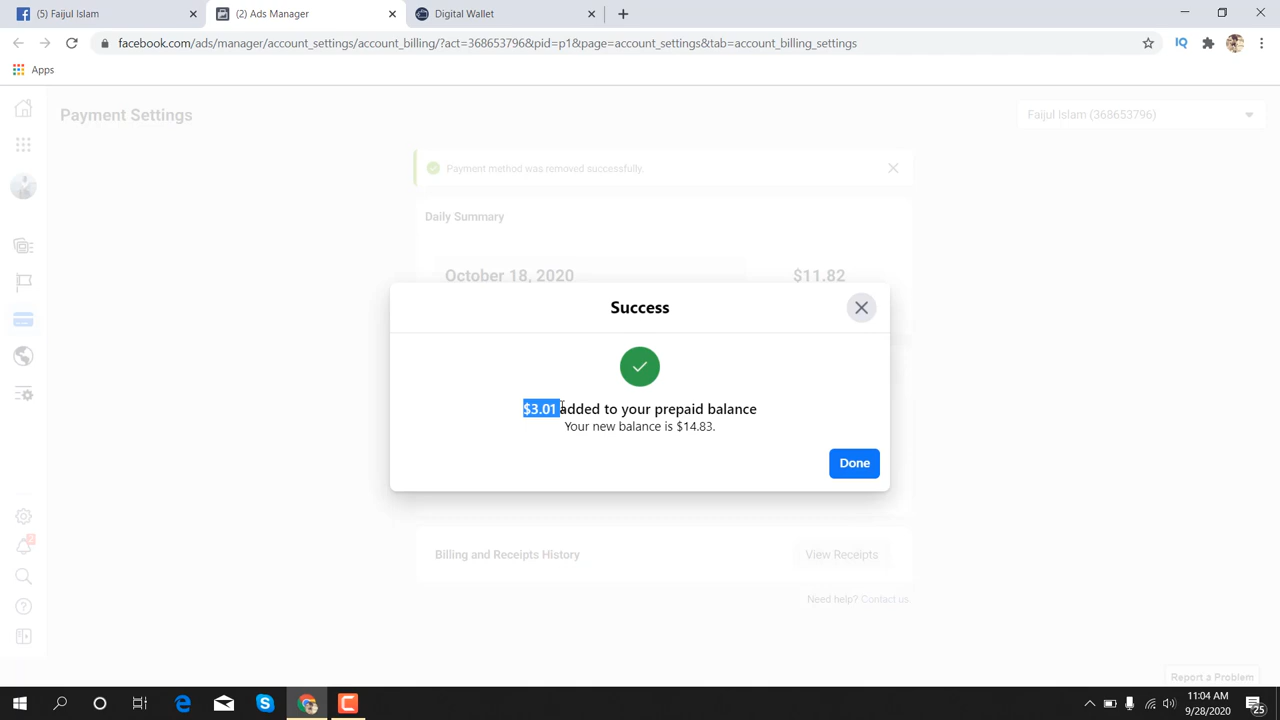 (5) Faijul Islam
(2) Ads Manager
Digital Wallet
facebook.com/ads/manager/account_settings/account_billing/?act=368653796&pid=p1&page=account_settings&tab=account_billing_settings
IQ
Apps
Payment Settings
Faijul Islam (368653796)
Payment method was removed successfully.
Daily Summary
October 18, 2020
$11.82
Success
$3.01 added to your prepaid balance
Your new balance is $14.83.
Done
Billing and Receipts History
View Receipts
Need help? Contact us.
2
Report a Problem
11:04 AM
9/28/2020
25